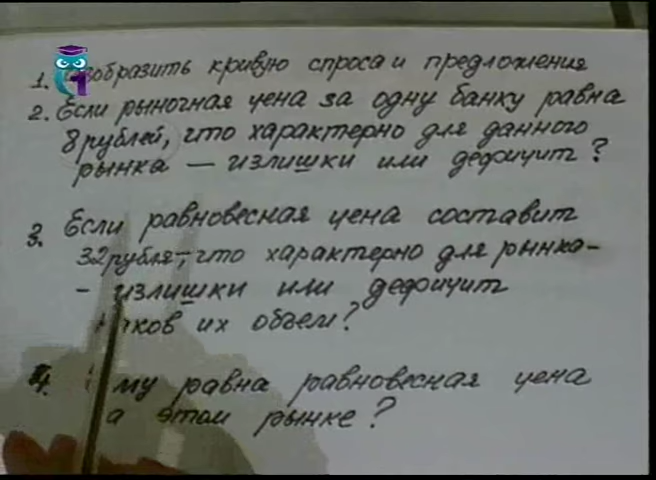 1. образить кривую спроса и предложения
2. Если рыночная цена за одну банку равна
8 рублей, что характерно для данного
рынка — излишки или дефицит?
3. Если равновесная цена составит
32 рубля, что характерно для рынка-
- излишки или дефицит
их объем?
4. му равна равновесная цена
а этом рынке?